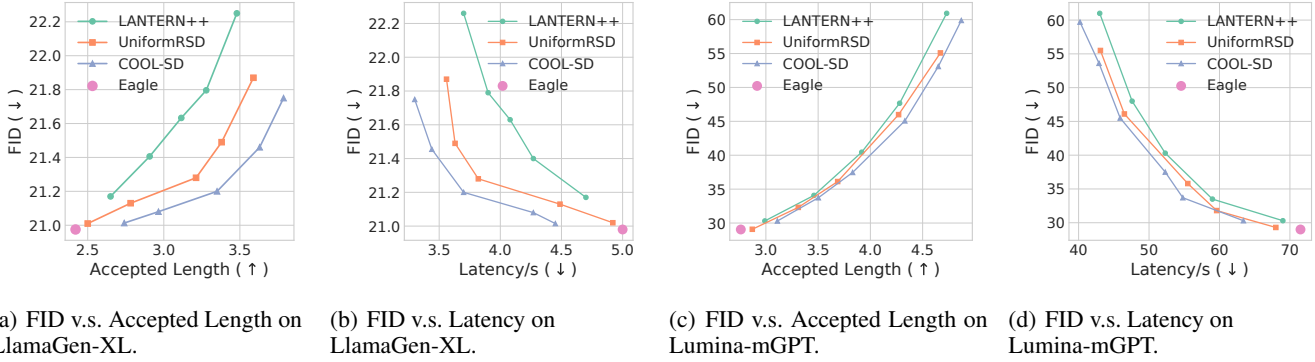 22.2
22.0
21.8
21.6
21.4
21.2
21.0
FID (↓)
LANTERN++
UniformRSD
COOL-SD
Eagle
2.5 3.0 3.5
Accepted Length (↑)
22.2
22.0
21.8
21.6
21.4
21.2
21.0
FID (↓)
LANTERN++
UniformRSD
COOL-SD
Eagle
3.5 4.0 4.5 5.0
Latency/s (↓)
60
55
50
45
40
35
30
FID (↓)
LANTERN++
UniformRSD
COOL-SD
Eagle
3.0 3.5 4.0 4.5
Accepted Length (↑)
60
55
50
45
40
35
30
FID (↓)
LANTERN++
UniformRSD
COOL-SD
Eagle
40 50 60 70
Latency/s (↓)
a) FID v.s. Accepted Length on
LlamaGen-XL.
(b) FID v.s. Latency on
LlamaGen-XL.
(c) FID v.s. Accepted Length on
Lumina-mGPT.
(d) FID v.s. Latency on
Lumina-mGPT.